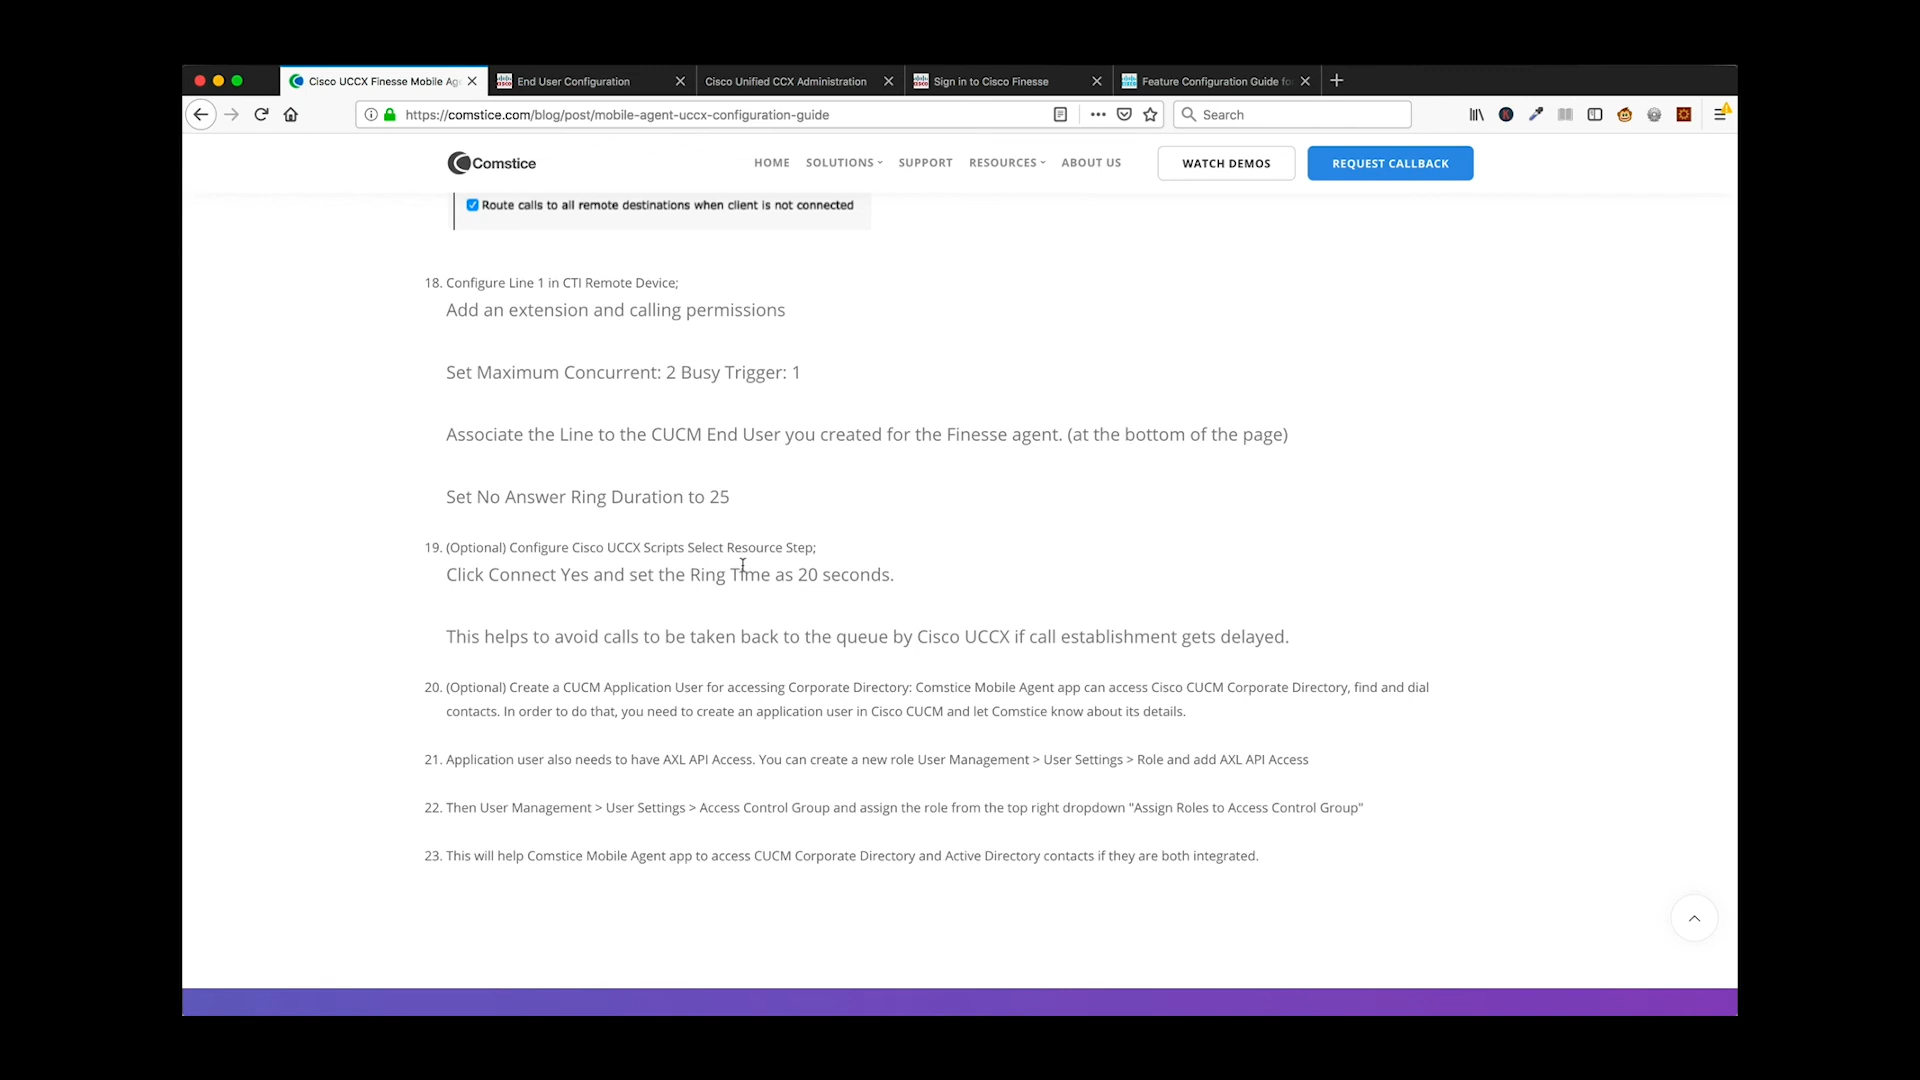 Cisco UCCX Finesse Mobile Age
End User Configuration
Cisco Unified CCX Administration
Sign in to Cisco Finesse
Feature Configuration Guide fo
https://comstice.com/blog/post/mobile-agent-uccx-configuration-guide
Search
Comstice
HOME
SOLUTIONS
SUPPORT
RESOURCES
ABOUT US
WATCH DEMOS
REQUEST CALLBACK
Route calls to all remote destinations when client is not connected
18. Configure Line 1 in CTI Remote Device;
Add an extension and calling permissions
Set Maximum Concurrent: 2 Busy Trigger: 1
Associate the Line to the CUCM End User you created for the Finesse agent. (at the bottom of the page)
Set No Answer Ring Duration to 25
19. (Optional) Configure Cisco UCCX Scripts Select Resource Step;
Click Connect Yes and set the Ring Time as 20 seconds.
This helps to avoid calls to be taken back to the queue by Cisco UCCX if call establishment gets delayed.
20. (Optional) Create a CUCM Application User for accessing Corporate Directory: Comstice Mobile Agent app can access Cisco CUCM Corporate Directory, find and dial
contacts. In order to do that, you need to create an application user in Cisco CUCM and let Comstice know about its details.
21. Application user also needs to have AXL API Access. You can create a new role User Management > User Settings > Role and add AXL API Access
22. Then User Management > User Settings > Access Control Group and assign the role from the top right dropdown "Assign Roles to Access Control Group"
23. This will help Comstice Mobile Agent app to access CUCM Corporate Directory and Active Directory contacts if they are both integrated.